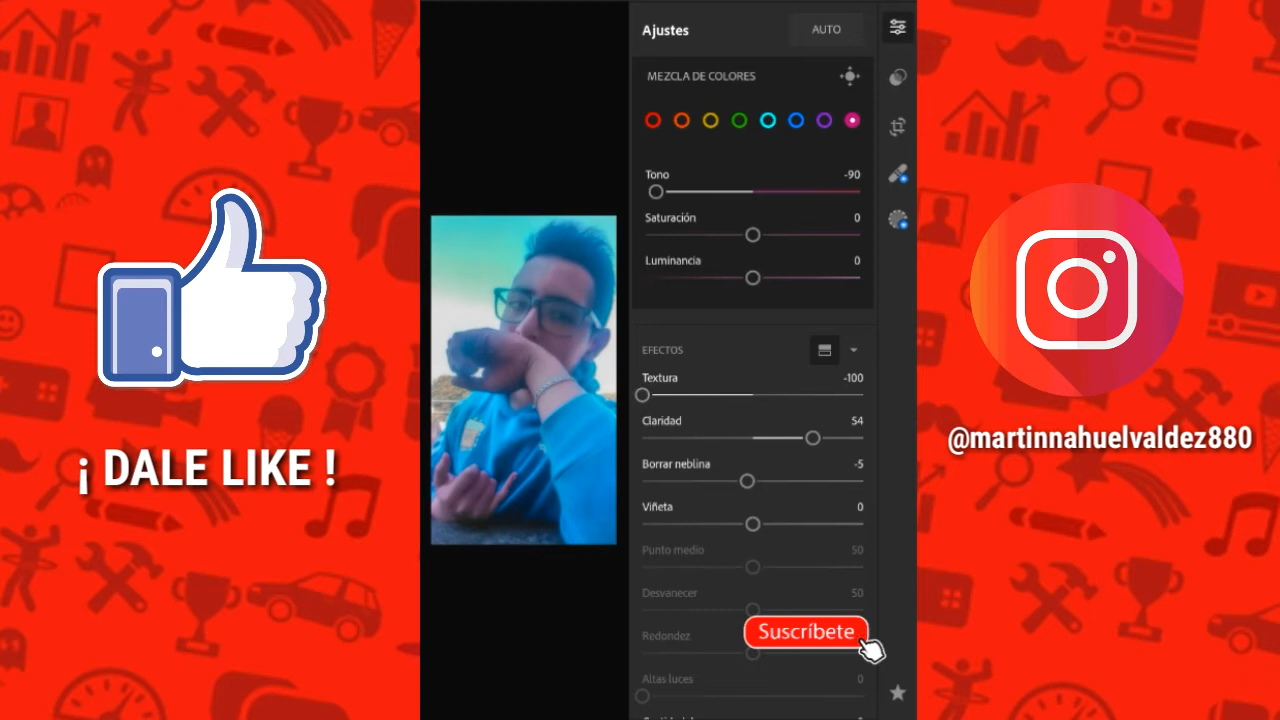 Ajustes
AUTO
MEZCLA DE COLORES
Tono -90
Saturación 0
Luminancia 0
EFECTOS
Textura -100
Claridad 54
Borrar neblina -5
Viñeta 0
Punto medio 50
Desvanecer 50
Redondez
Altas luces 0
Suscríbete
¡ DALE LIKE !
@martinnahuelvaldez880